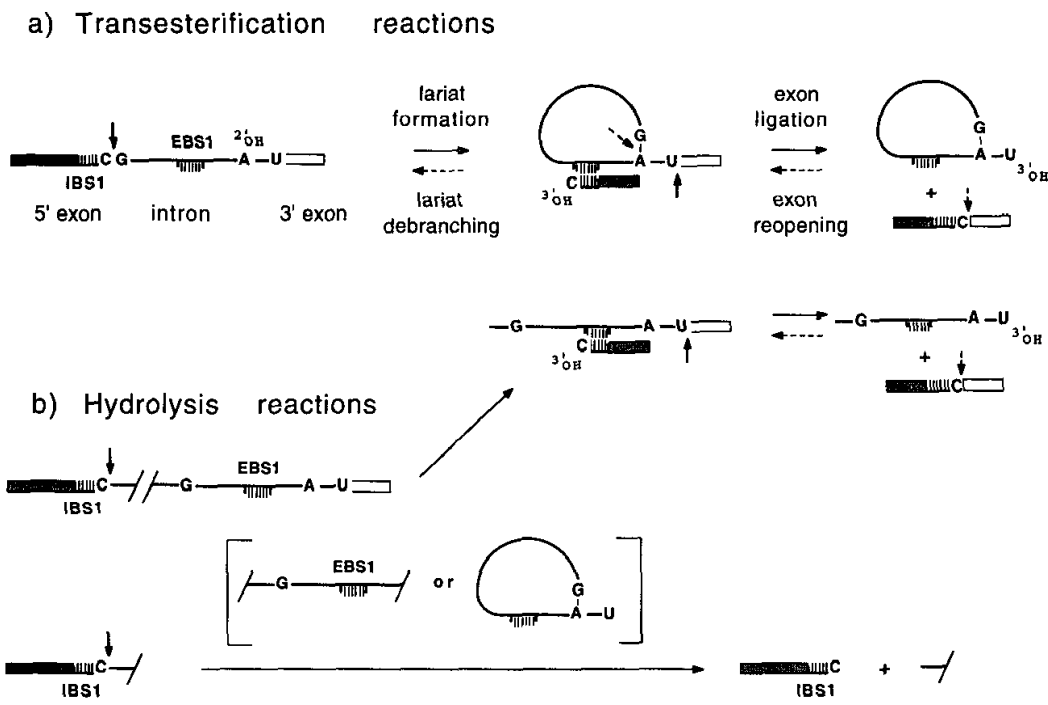 a) Transesterification reactions
lariat
formation
exon
ligation
EBS1
2'OH
C G
A – U
IBS1
5' exon
intron
3' exon
lariat
debranching
G
A – U
C
3'OH
exon
reopening
G
A – U
3'OH
+
C
G
A – U
C
3'OH
G
A – U
3'OH
+
C
b) Hydrolysis reactions
EBS1
C
G
A – U
IBS1
EBS1
G
or
G
A – U
C
IBS1
C
IBS1
+